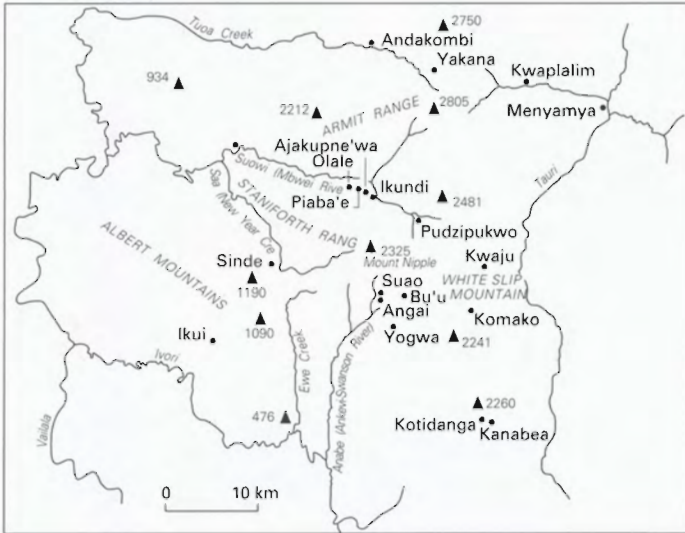 2750
Tuoa Creek
Andakombi
Yakana
934
Kwaplalim
2212
ARMIT RANGE
2805
Menyamya
Ajakupne'wa
Olale
Suowi (Mbwei Rive
Ikundi
Piaba'e
Saa (New Year Cre
STANIFORTH RANG
2481
Tauri
Pudzipukwo
ALBERT MOUNTAINS
Sinde
2325
Mount Nipple
Kwaju
1190
Suao
WHITE SLIP
MOUNTAIN
Bu'u
Angai
1090
Komako
Ikui
Yogwa
2241
Ivori
Ewe Creek
Arabe (Ankevi-Swanson River)
Vailala
476
2260
Kotidanga
Kanabea
0 10 km